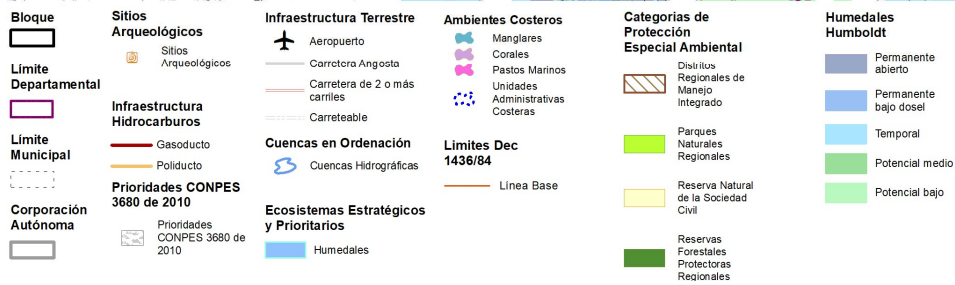 Bloque
Límite
Departamental
Límite
Municipal
Corporación
Autónoma
Sitios
Arqueológicos
Sitios
Arqueológicos
Infraestructura
Hidrocarburos
Gasoducto
Poliducto
Prioridades CONPES
3680 de 2010
Prioridades
CONPES 3680 de
2010
Infraestructura Terrestre
Aeropuerto
Carretera Angosta
Carretera de 2 o más
carriles
Carreteable
Cuencas en Ordenación
Cuencas Hidrográficas
Ecosistemas Estratégicos
y Prioritarios
Humedales
Ambientes Costeros
Manglares
Corales
Pastos Marinos
Unidades
Administrativas
Costeras
Limites Dec
1436/84
Línea Base
Categorias de
Protección
Especial Ambiental
Distritos
Regionales de
Manejo
Integrado
Parques
Naturales
Regionales
Reserva Natural
de la Sociedad
Civil
Reservas
Forestales
Protectoras
Regionales
Humedales
Humboldt
Permanente
abierto
Permanente
bajo dosel
Temporal
Potencial medio
Potencial bajo